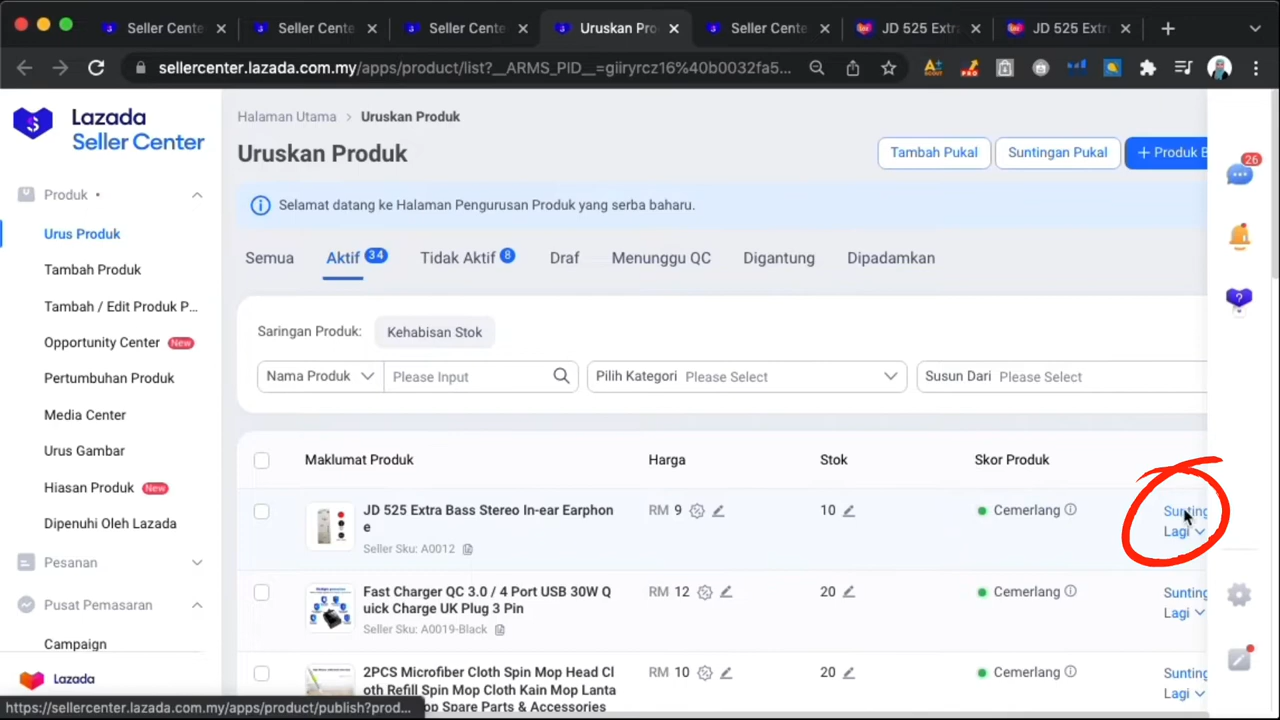 Seller Cente
Seller Cente
Seller Cente
Uruskan Pro
Seller Cente
JD 525 Extra
JD 525 Extra
sellercenter.lazada.com.my/apps/product/list?__ARMS_PID__=giiryrcz16%40b0032fa5...
Lazada
Seller Center
Produk
Urus Produk
Tambah Produk
Tambah / Edit Produk P...
Opportunity Center New
Pertumbuhan Produk
Media Center
Urus Gambar
Hiasan Produk New
Dipenuhi Oleh Lazada
Pesanan
Pusat Pemasaran
Campaign
Lazada
Halaman Utama > Uruskan Produk
Uruskan Produk
Tambah Pukal
Suntingan Pukal
+ Produk B
Selamat datang ke Halaman Pengurusan Produk yang serba baharu.
Semua
Aktif 34
Tidak Aktif 8
Draf
Menunggu QC
Digantung
Dipadamkan
Saringan Produk:
Kehabisan Stok
Nama Produk
Please Input
Pilih Kategori Please Select
Susun Dari Please Select
Maklumat Produk
Harga
Stok
Skor Produk
JD 525 Extra Bass Stereo In-ear Earphon
e
Seller Sku: A0012
RM 9
10
Cemerlang
Sunting
Lagi
Fast Charger QC 3.0 / 4 Port USB 30W Q
uick Charge UK Plug 3 Pin
Seller Sku: A0019-Black
RM 12
20
Cemerlang
Sunting
Lagi
2PCS Microfiber Cloth Spin Mop Head Cl
oth Refill Spin Mop Cloth Kain Mop Lanta
Spare Parts & Accessories
RM 10
20
Cemerlang
Sunting
Lagi
26
https://sellercenter.lazada.com.my/apps/product/publish?prod...